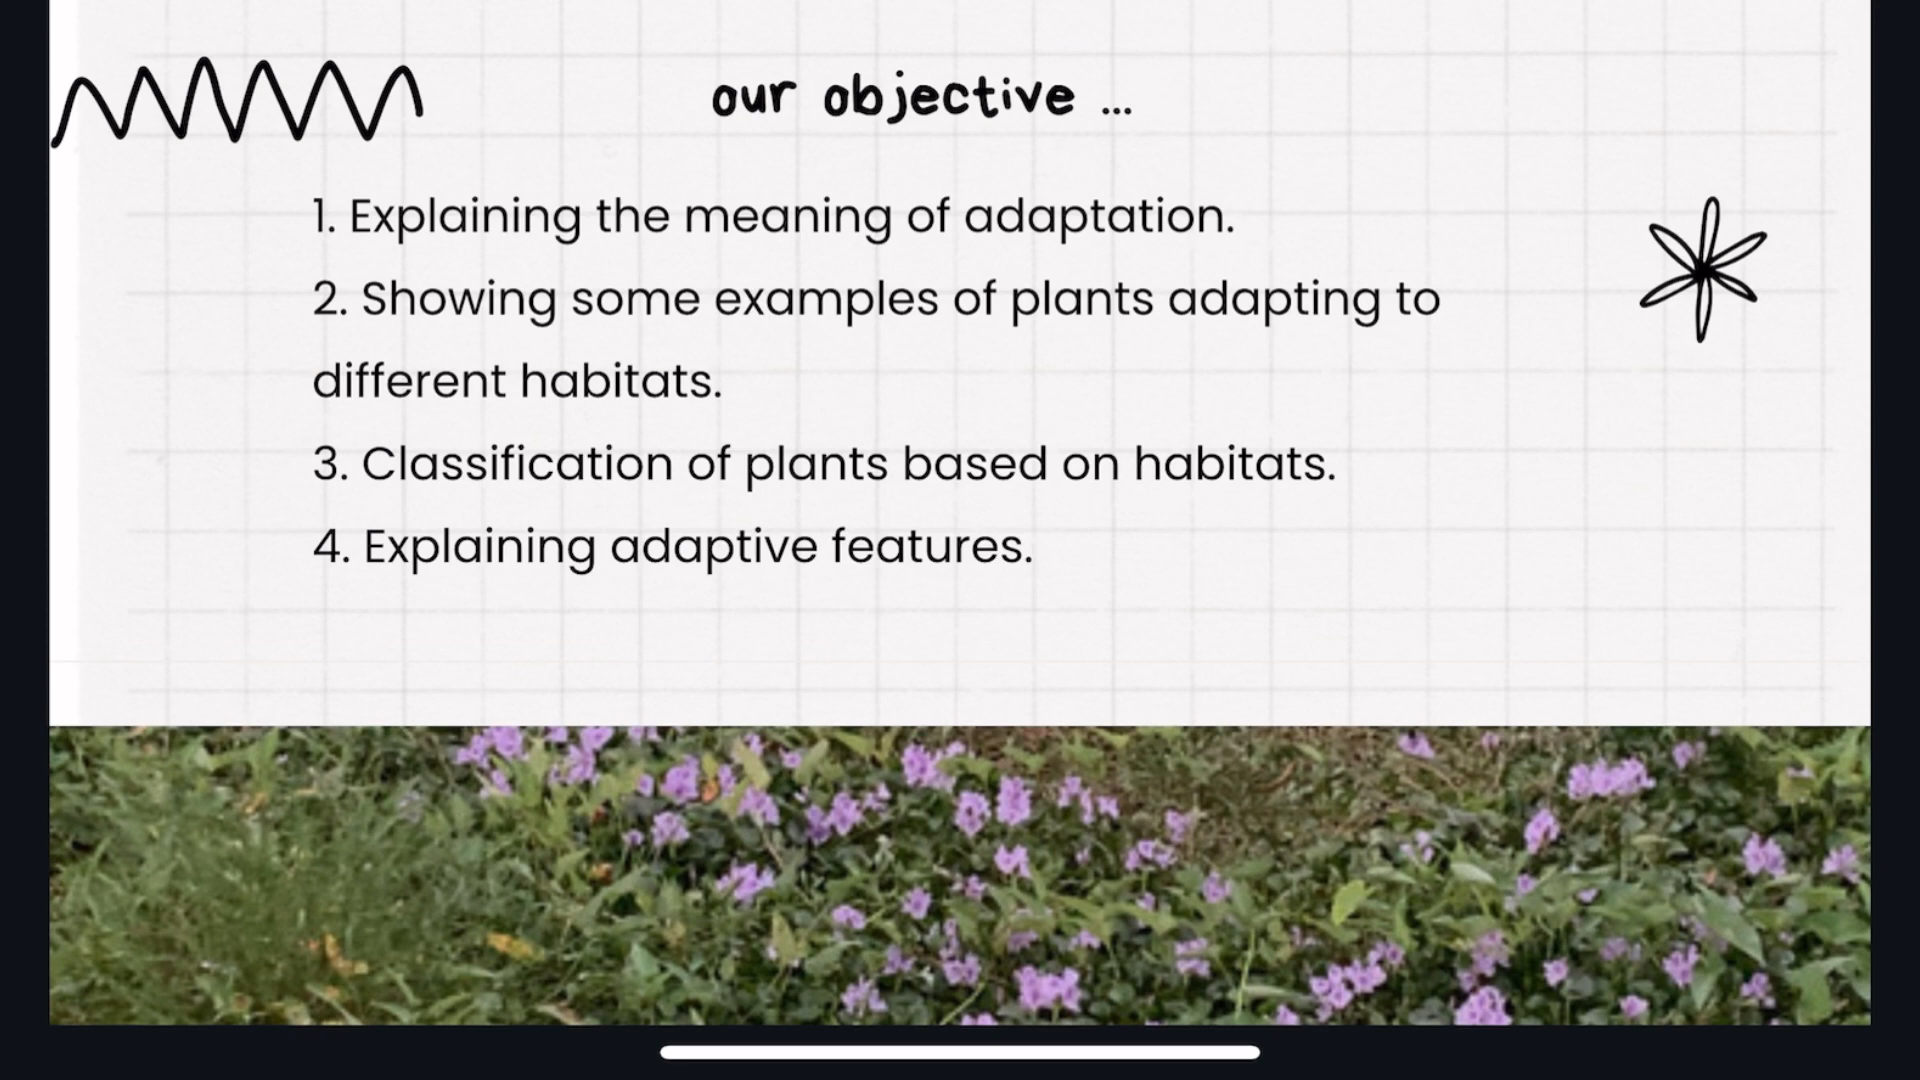 our objective ...
1. Explaining the meaning of adaptation.
2. Showing some examples of plants adapting to
different habitats.
3. Classification of plants based on habitats.
4. Explaining adaptive features.